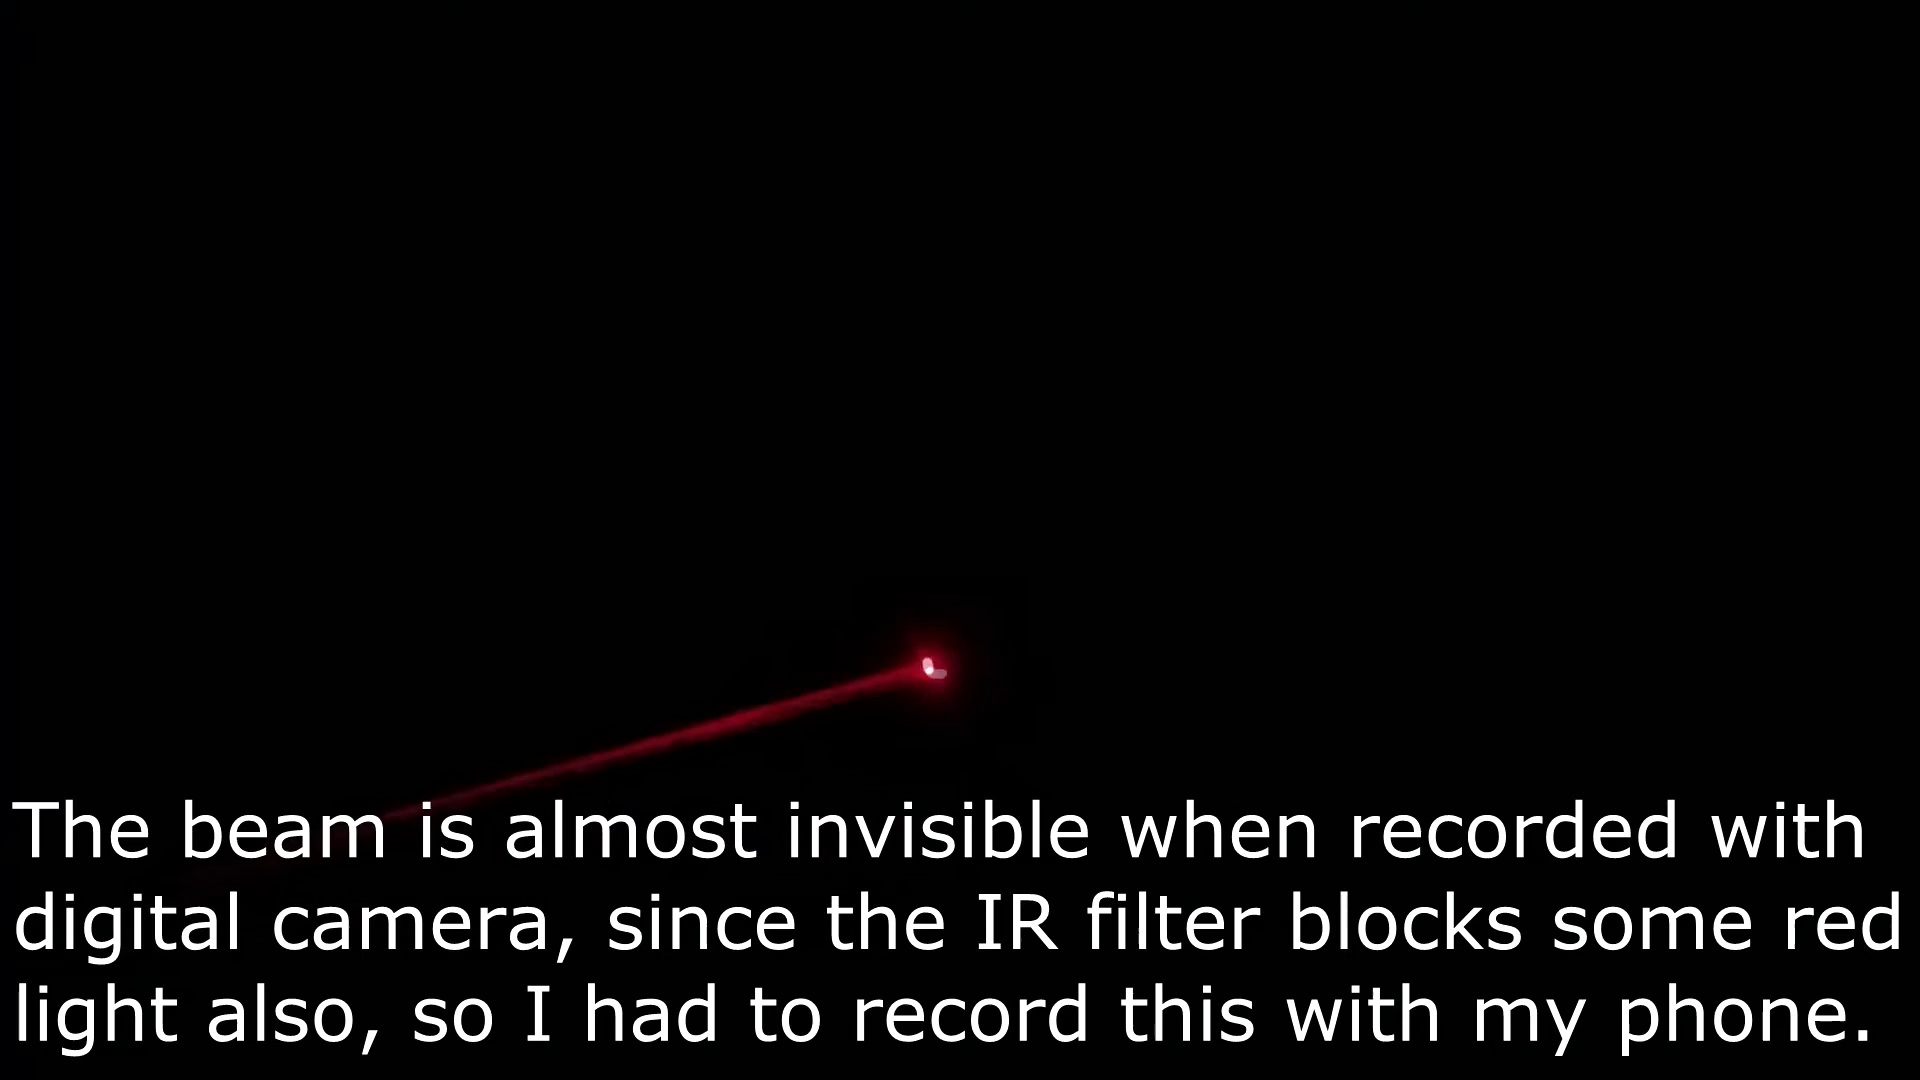 The beam is almost invisible when recorded with
digital camera, since the IR filter blocks some red
light also, so I had to record this with my phone.